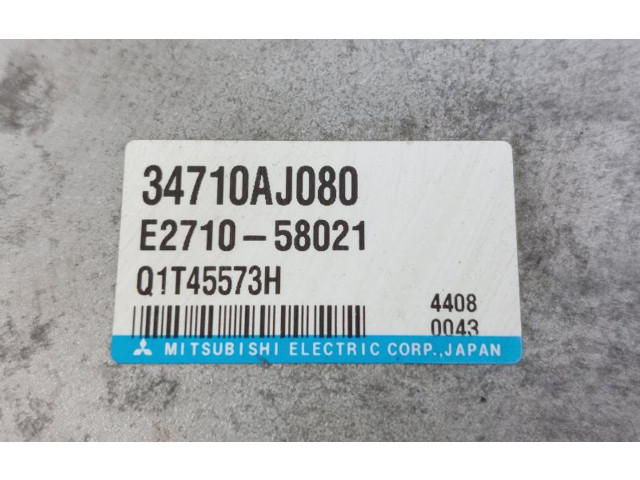 34710AJ080
E2710-58021
Q1T45573H
4408
0043
MITSUBISHI ELECTRIC CORP., JAPAN